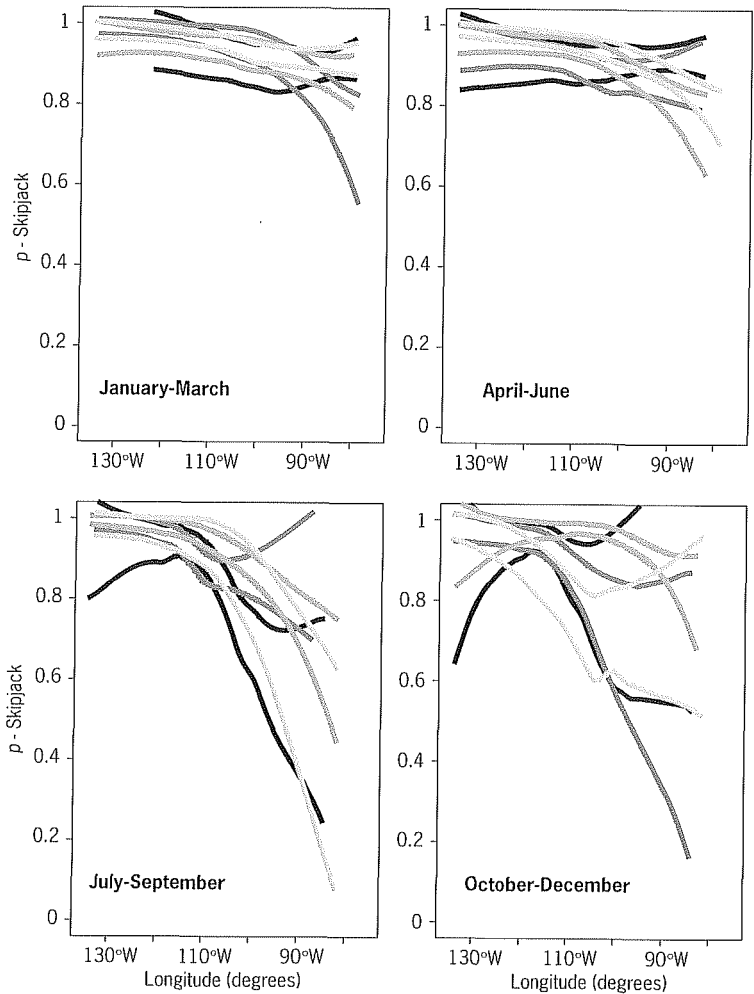 1
0.8
0.6
0.4
0.2
0
p - Skipjack
January-March
130°W 110°W 90°W
1
0.8
0.6
0.4
0.2
0
April-June
130°W 110°W 90°W
1
0.8
0.6
0.4
0.2
0
p - Skipjack
July-September
130°W 110°W 90°W
Longitude (degrees)
1
0.8
0.6
0.4
0.2
0
October-December
130°W 110°W 90°W
Longitude (degrees)